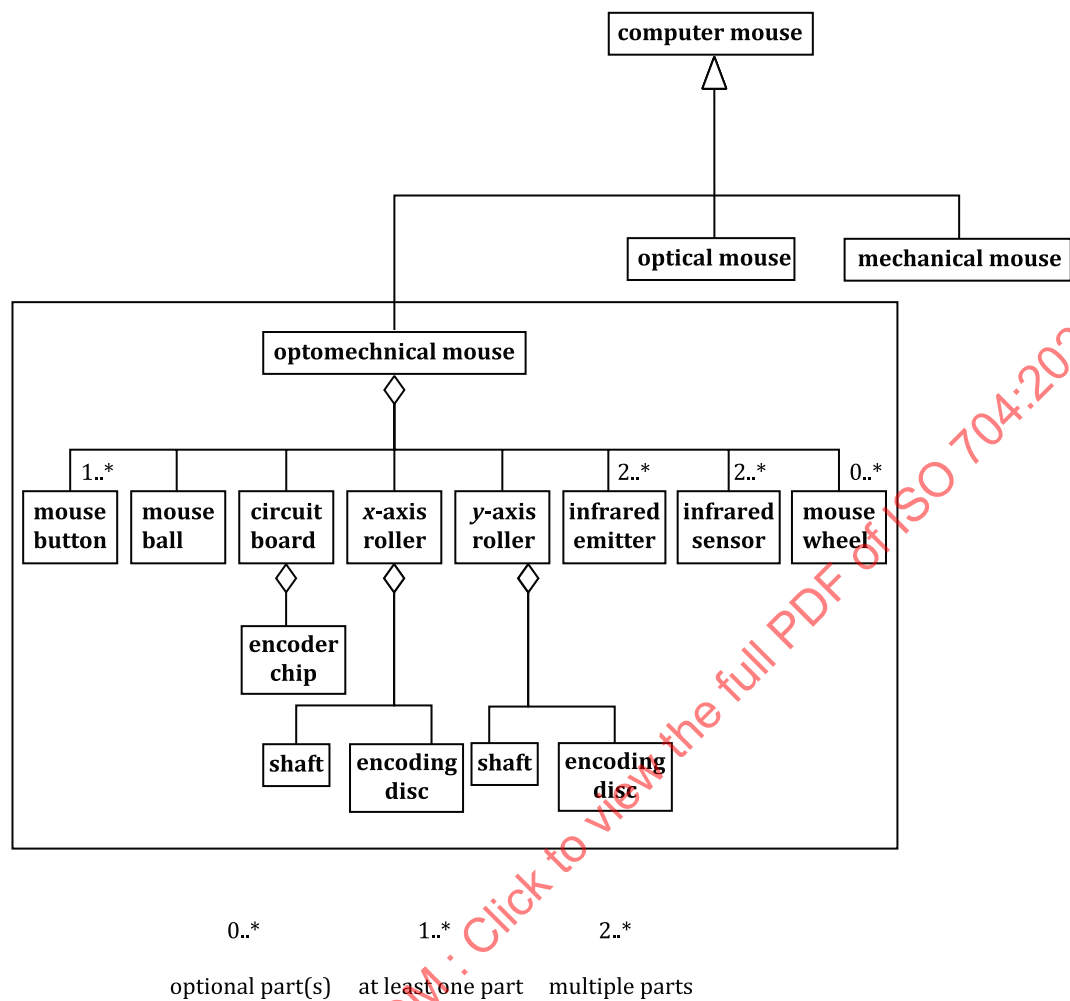 computer mouse
optical mouse
mechanical mouse
optomechnical mouse
1..*
2..*
2..*
0..*
mouse
button
mouse
ball
circuit
board
x-axis
roller
y-axis
roller
infrared
emitter
infrared
sensor
mouse
wheel
encoder
chip
shaft
encoding
disc
shaft
encoding
disc
0..*
1..*
2..*
optional part(s)
at least one part
multiple parts
: Click to view the full PDF of ISO 704:202